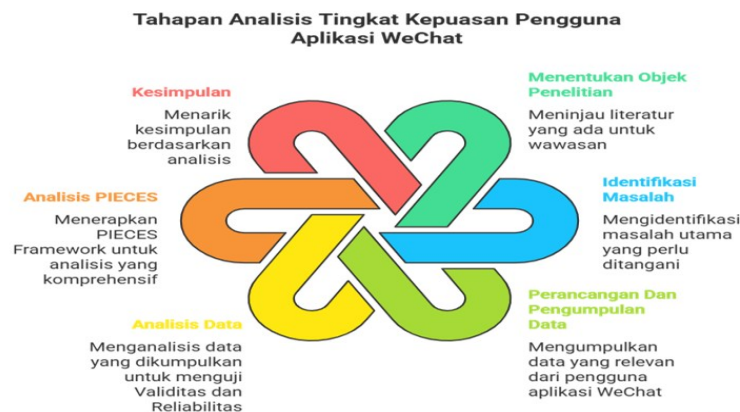 Tahapan Analisis Tingkat Kepuasan Pengguna
Aplikasi WeChat
Kesimpulan
Menarik
kesimpulan
berdasarkan
analisis
Menentukan Objek
Penelitian
Meninjau literatur
yang ada untuk
wawasan
Analisis PIECES
Menerapkan
PIECES
Framework untuk
analisis yang
komprehensif
Identifikasi
Masalah
Mengidentifikasi
masalah utama
yang perlu
ditangani
Analisis Data
Menganalisis data
yang dikumpulkan
untuk menguji
Validitas dan
Reliabilitas
Perancangan Dan
Pengumpulan
Data
Mengumpulkan
data yang relevan
dari pengguna
aplikasi WeChat